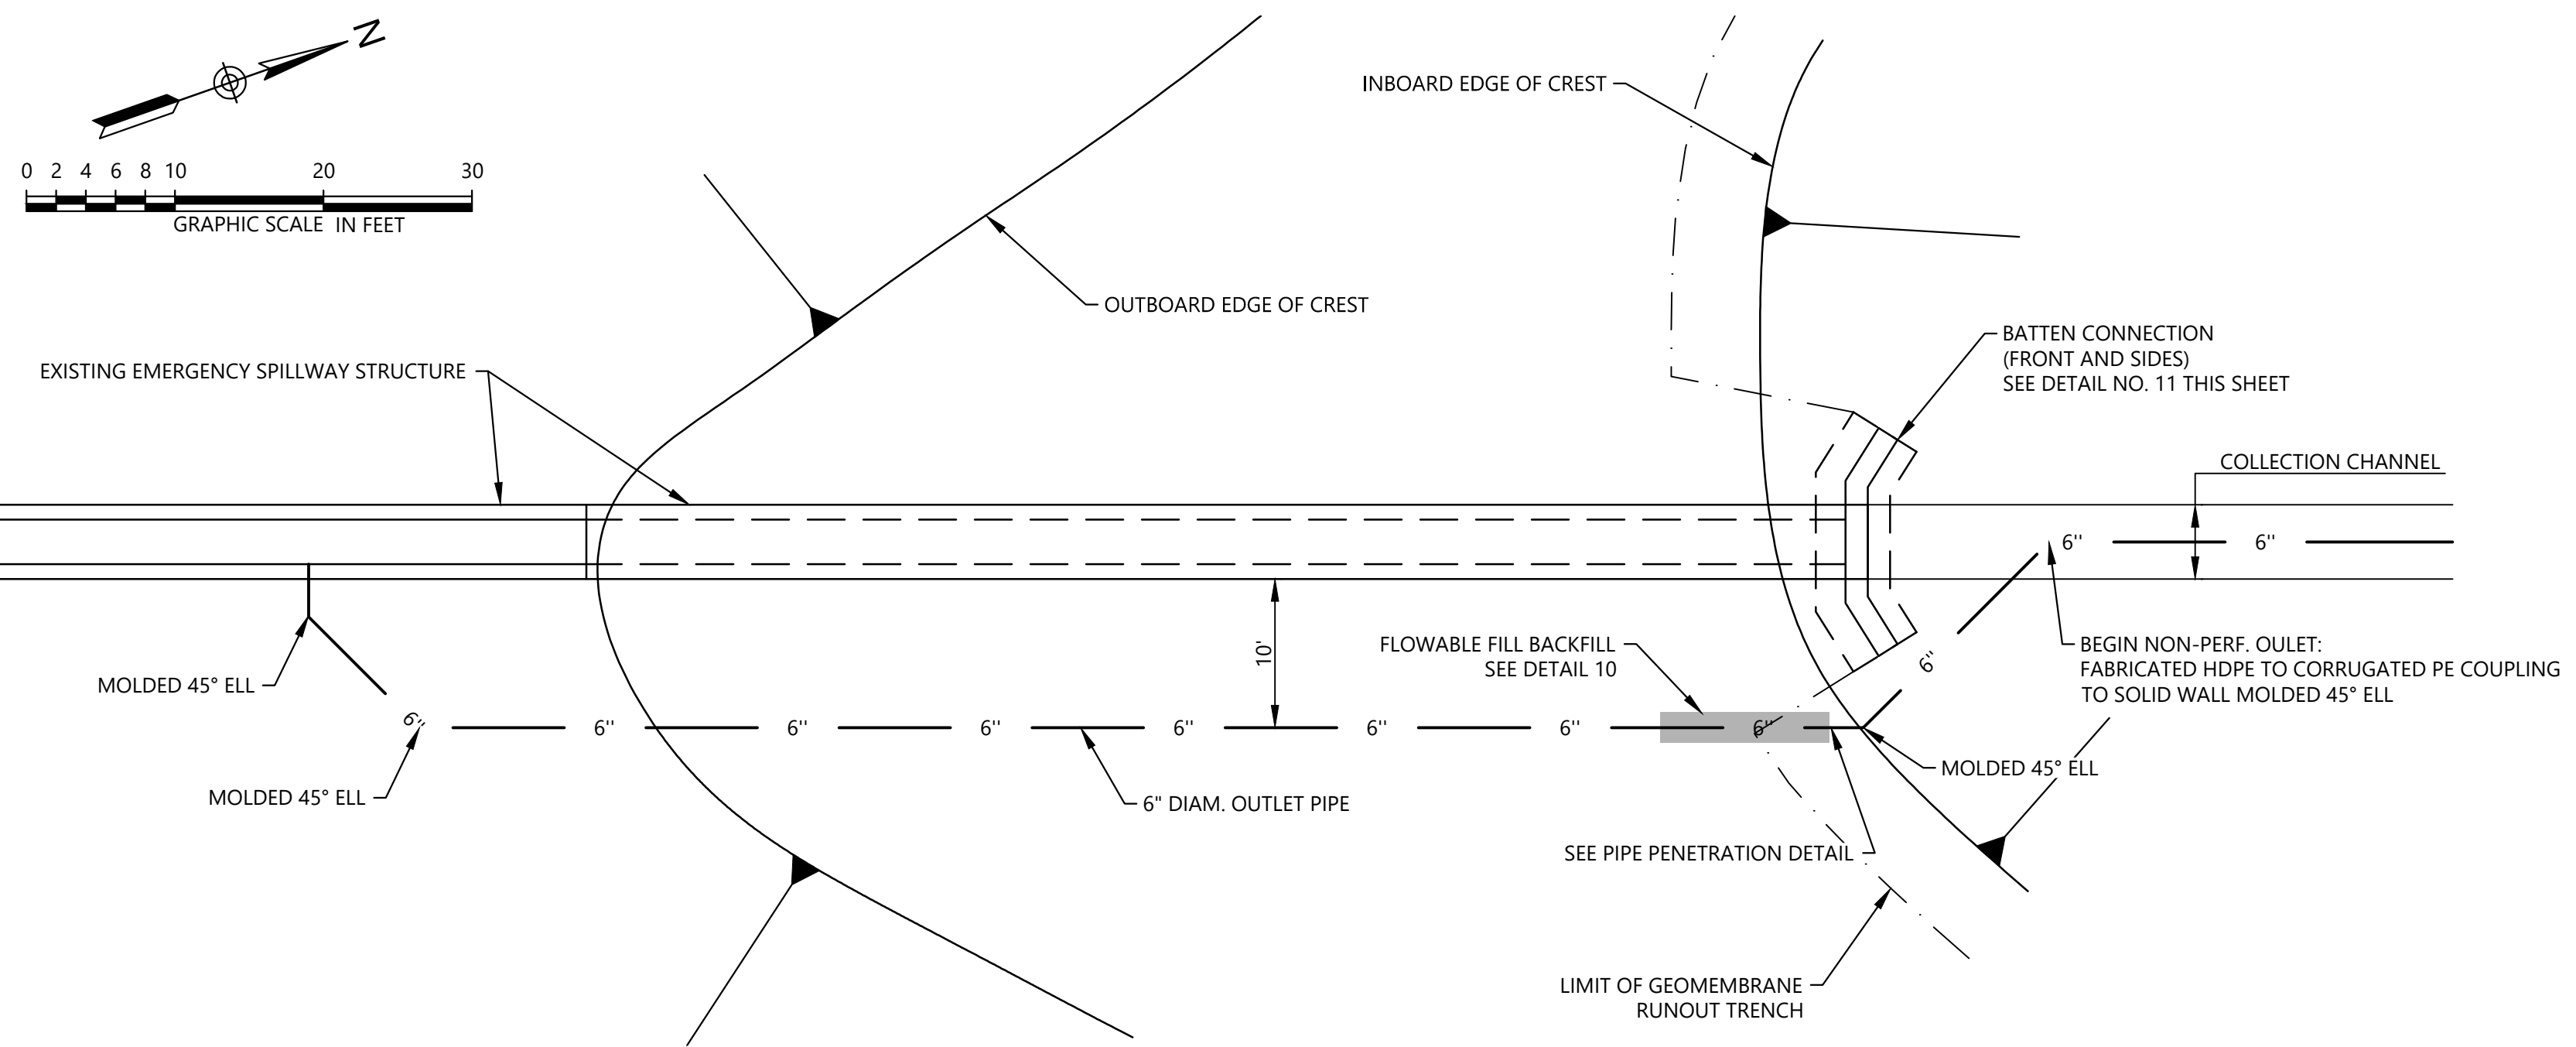 N
0 2 4 6 8 10 20 30
GRAPHIC SCALE IN FEET
INBOARD EDGE OF CREST
OUTBOARD EDGE OF CREST
EXISTING EMERGENCY SPILLWAY STRUCTURE
BATTEN CONNECTION
(FRONT AND SIDES)
SEE DETAIL NO. 11 THIS SHEET
COLLECTION CHANNEL
6"
6"
10'
FLOWABLE FILL BACKFILL
SEE DETAIL 10
6"
BEGIN NON-PERF. OULET:
FABRICATED HDPE TO CORRUGATED PE COUPLING
TO SOLID WALL MOLDED 45° ELL
MOLDED 45° ELL
6"
6"
6"
6"
6"
6"
6"
6"
MOLDED 45° ELL
MOLDED 45° ELL
6" DIAM. OUTLET PIPE
SEE PIPE PENETRATION DETAIL
LIMIT OF GEOMEMBRANE
RUNOUT TRENCH